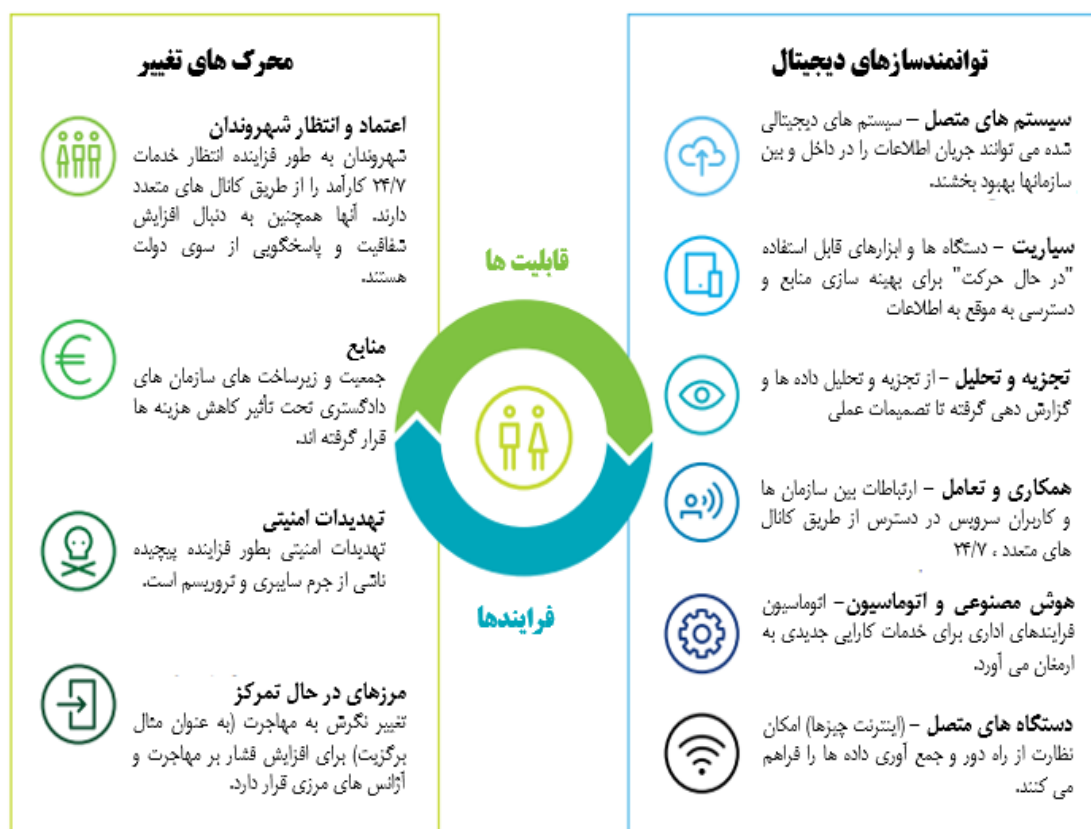 توانمندسازهای دیجیتال
سیستم های متصل – سیستم های دیجیتالی
شده می توانند جریان اطلاعات را در داخل و بین
سازمانها بهبود بخشند.
سیاریت – دستگاه ها و ابزارهای قابل استفاده
"در حال حرکت" برای بهینه سازی منابع و
دسترسی به موقع به اطلاعات
تجزیه و تحلیل – از تجزیه و تحلیل داده ها و
گزارش دهی گرفته تا تصمیمات عملی
همکاری و تعامل – ارتباطات بین سازمان ها
و کاربران سرویس در دسترس از طریق کانال
های متعدد ، ۲۴/۷
هوش مصنوعی و اتوماسیون– اتوماسیون
فرایندهای اداری برای خدمات کارایی جدیدی به
ارمغان می آورد.
دستگاه های متصل – (اینترنت چیزها) امکان
نظارت از راه دور و جمع آوری داده ها را فراهم
می کنند.
قابلیت ها
فرایندها
محرک های تغییر
اعتماد و انتظار شهروندان
شهروندان به طور فزاینده انتظار خدمات
۲۴/۷ کارآمد را از طریق کانال های متعدد
دارند. آنها همچنین به دنبال افزایش
شفافیت و پاسخگویی از سوی دولت
هستند.
منابع
جمعیت و زیرساخت های سازمان های
دادگستری تحت تأثیر کاهش هزینه ها
قرار گرفته اند.
تهدیدات امنیتی
تهدیدات امنیتی بطور فزاینده پیچیده
ناشی از جرم سایبری و تروریسم است.
مرزهای در حال تمرکز
تغییر نگرش به مهاجرت (به عنوان مثال
برگزیت) برای افزایش فشار بر مهاجرت و
آژانس های مرزی قرار دارد.